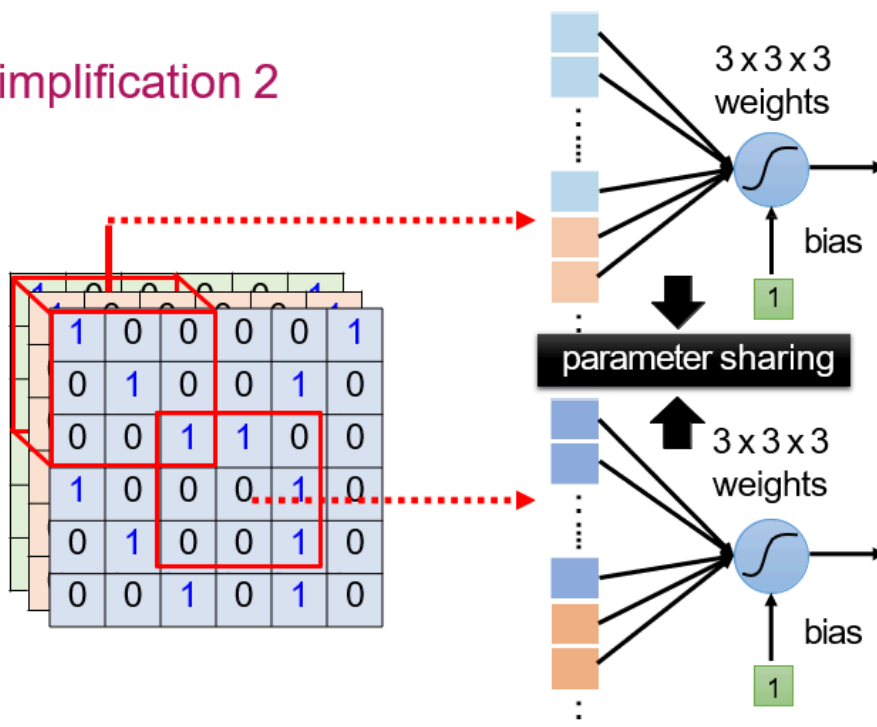 implification 2
3 x 3 x 3
weights
bias
1
parameter sharing
1 0 0 0 0 1
0 1 0 0 1 0
0 0 1 1 0 0
1 0 0 0 1 0
0 1 0 0 1 0
0 0 1 0 1 0
3 x 3 x 3
weights
bias
1